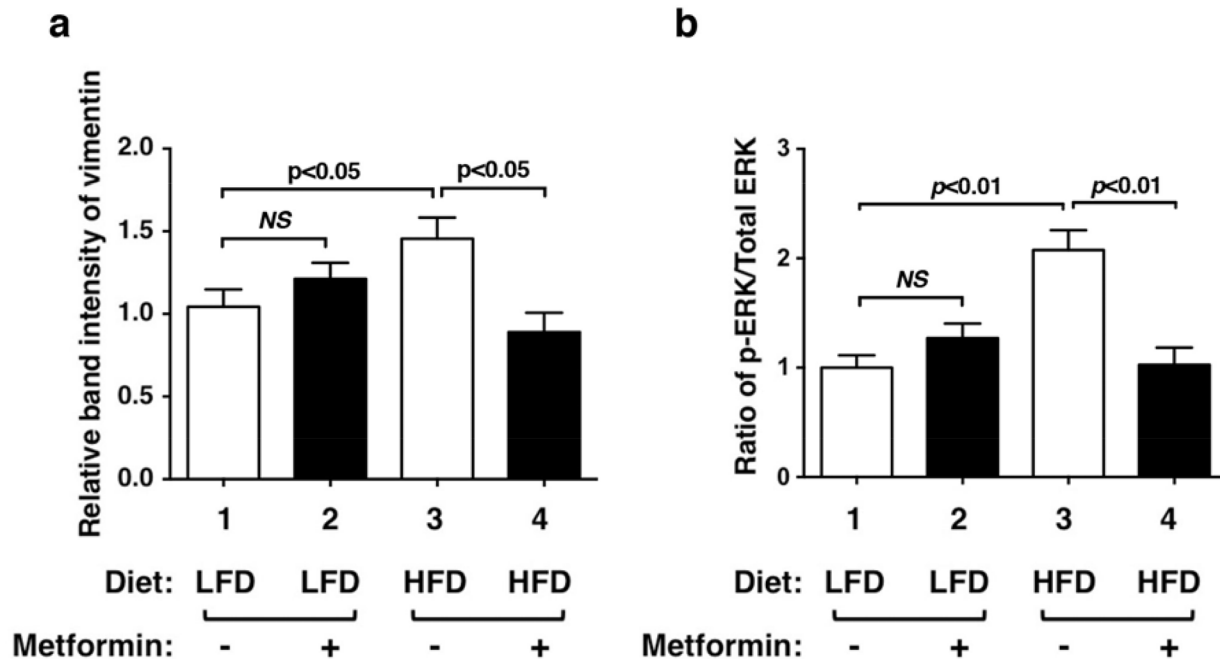 a
Relative band intensity of vimentin
2.0
1.5
1.0
0.5
0.0
p<0.05
p<0.05
NS
1 2 3 4
Diet: LFD LFD HFD HFD
Metformin: - + - +
b
Ratio of p-ERK/Total ERK
3
2
1
0
p<0.01
p<0.01
NS
1 2 3 4
Diet: LFD LFD HFD HFD
Metformin: - + - +